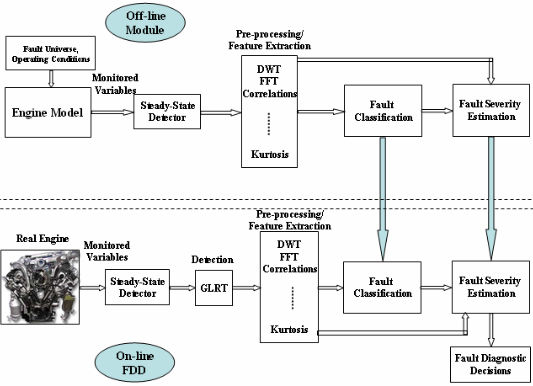 Off-line
Module
Fault Universe,
Operating Conditions
Pre-processing/
Feature Extraction
Monitored
Variables
Engine Model
Steady-State
Detector
DWT
FFT
Correlations
Kurtosis
Fault
Classification
Fault Severity
Estimation
Real Engine
Monitored
Variables
Steady-State
Detector
Detection
GLRT
Pre-processing/
Feature Extraction
DWT
FFT
Correlations
Kurtosis
Fault
Classification
Fault Severity
Estimation
On-line
FDD
Fault Diagnostic
Decisions